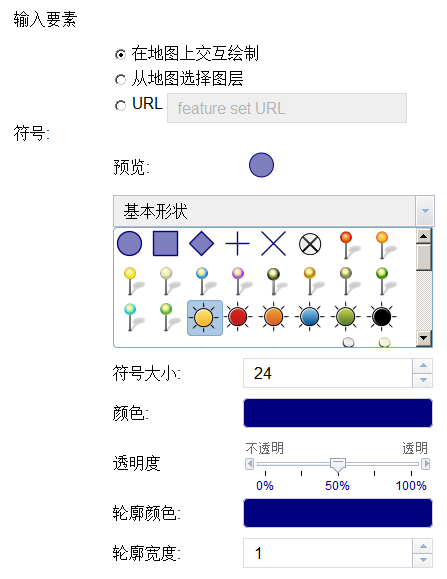 输入要素
在地图上交互绘制
从地图选择图层
URL feature set URL
符号:
预览:
基本形状
符号大小: 24
颜色:
不透明 透明
透明度
0% 50% 100%
轮廓颜色:
轮廓宽度: 1